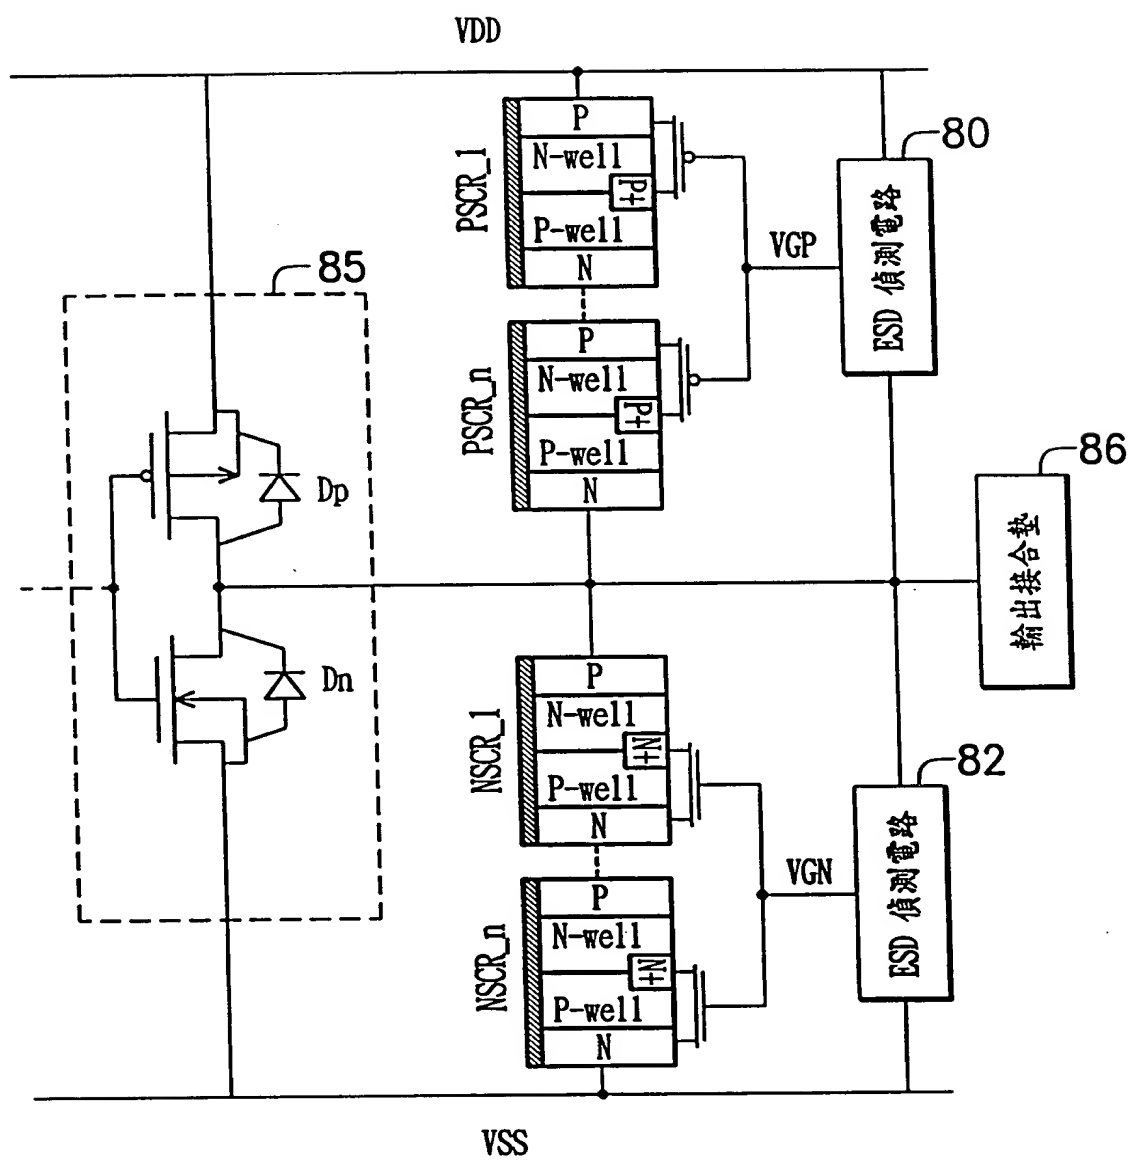 VDD
80
PSCR_1
P
N-well
P+
P-well
N
VGP
ESD 偵測電路
85
PSCR_n
P
N-well
P+
P-well
N
86
輸出接合墊
Dp
Dn
NSCR_1
P
N-well
N+
P-well
N
82
VGN
ESD 偵測電路
NSCR_n
P
N-well
N+
P-well
N
VSS